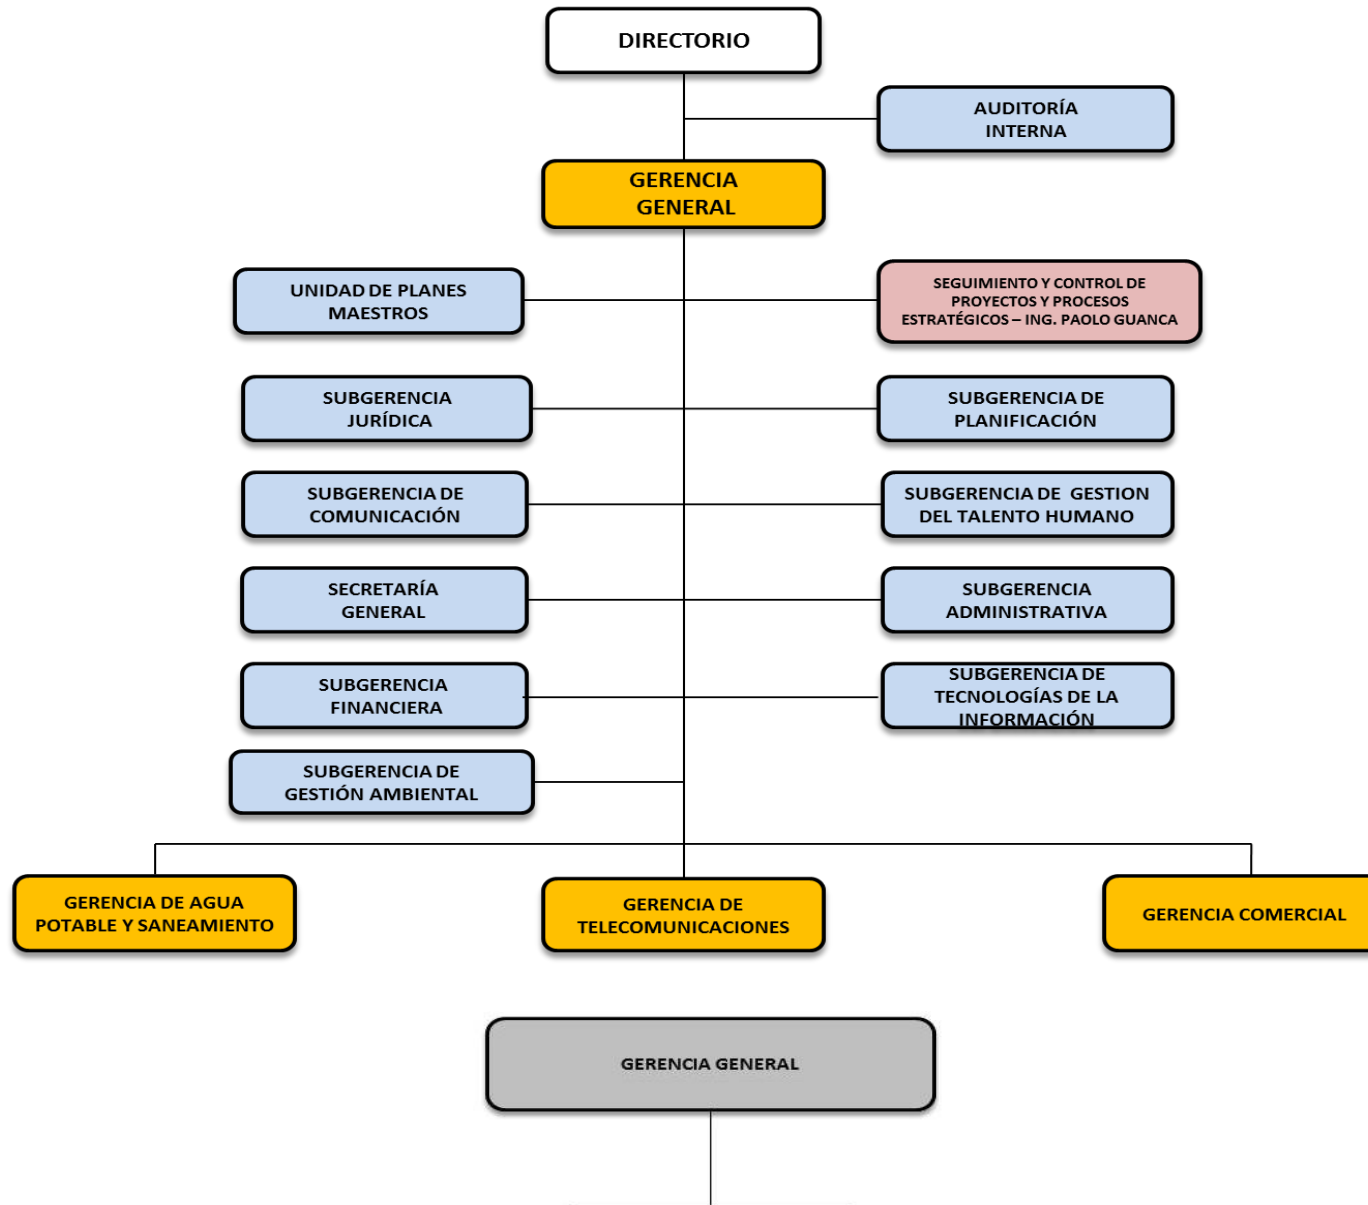 DIRECTORIO
AUDITORÍA
INTERNA
GERENCIA
GENERAL
UNIDAD DE PLANES
MAESTROS
SEGUIMIENTO Y CONTROL DE
PROYECTOS Y PROCESOS
ESTRATÉGICOS – ING. PAOLO GUANCA
SUBGERENCIA
JURÍDICA
SUBGERENCIA DE
PLANIFICACIÓN
SUBGERENCIA DE
COMUNICACIÓN
SUBGERENCIA DE GESTION
DEL TALENTO HUMANO
SECRETARÍA
GENERAL
SUBGERENCIA
ADMINISTRATIVA
SUBGERENCIA
FINANCIERA
SUBGERENCIA DE
TECNOLOGÍAS DE LA
INFORMACIÓN
SUBGERENCIA DE
GESTIÓN AMBIENTAL
GERENCIA DE AGUA
POTABLE Y SANEAMIENTO
GERENCIA DE
TELECOMUNICACIONES
GERENCIA COMERCIAL
GERENCIA GENERAL